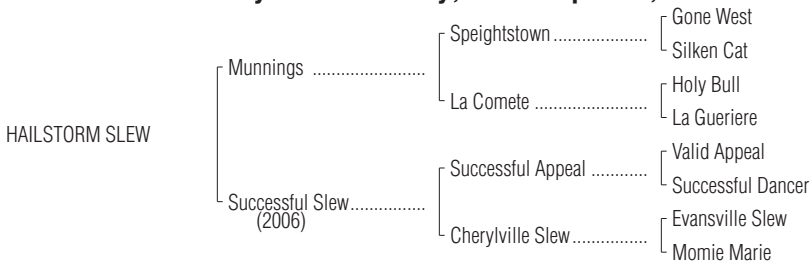 Gone West
Speightstown
Silken Cat
Munnings
Holy Bull
La Comete
La Gueriere
HAILSTORM SLEW
Valid Appeal
Successful Appeal
Successful Dancer
Successful Slew
(2006)
Evansville Slew
Cherylville Slew
Momie Marie